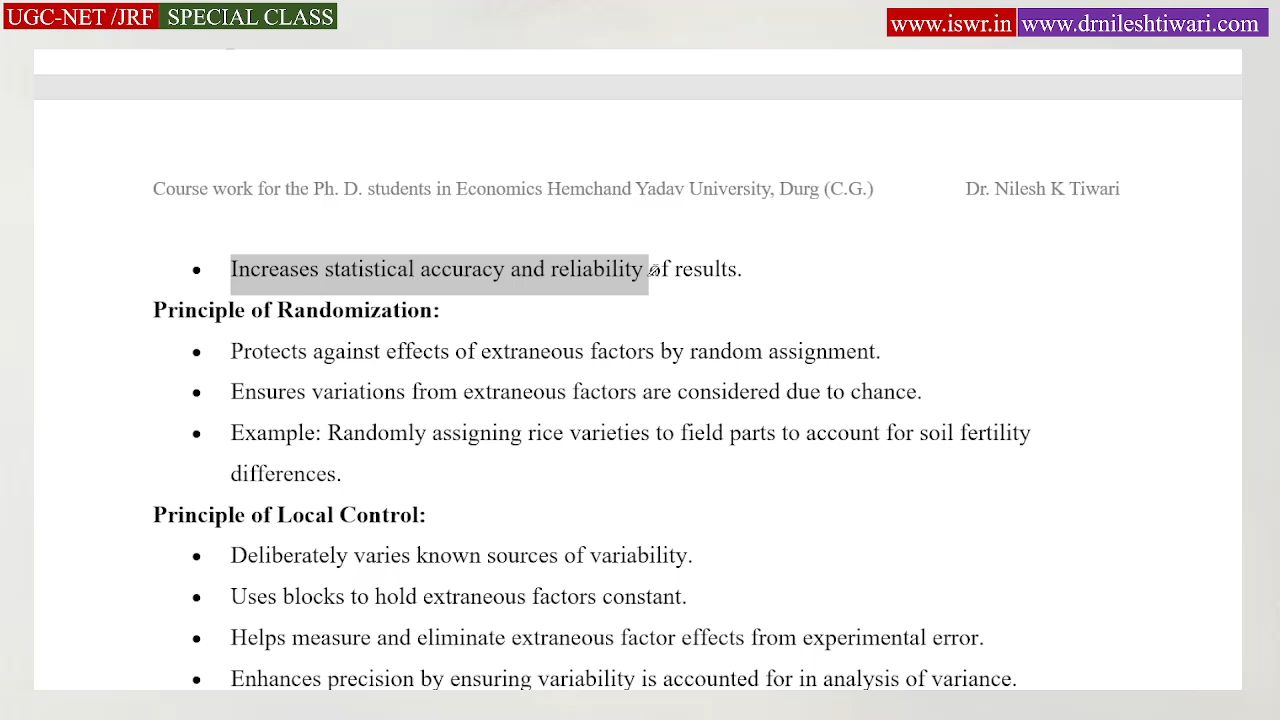 UGC-NET /JRF SPECIAL CLASS
www.iswr.in www.drnileshtiwari.com
Course work for the Ph. D. students in Economics Hemchand Yadav University, Durg (C.G.) Dr. Nilesh K Tiwari
• Increases statistical accuracy and reliability of results.
Principle of Randomization:
• Protects against effects of extraneous factors by random assignment.
• Ensures variations from extraneous factors are considered due to chance.
• Example: Randomly assigning rice varieties to field parts to account for soil fertility
differences.
Principle of Local Control:
• Deliberately varies known sources of variability.
• Uses blocks to hold extraneous factors constant.
• Helps measure and eliminate extraneous factor effects from experimental error.
• Enhances precision by ensuring variability is accounted for in analysis of variance.